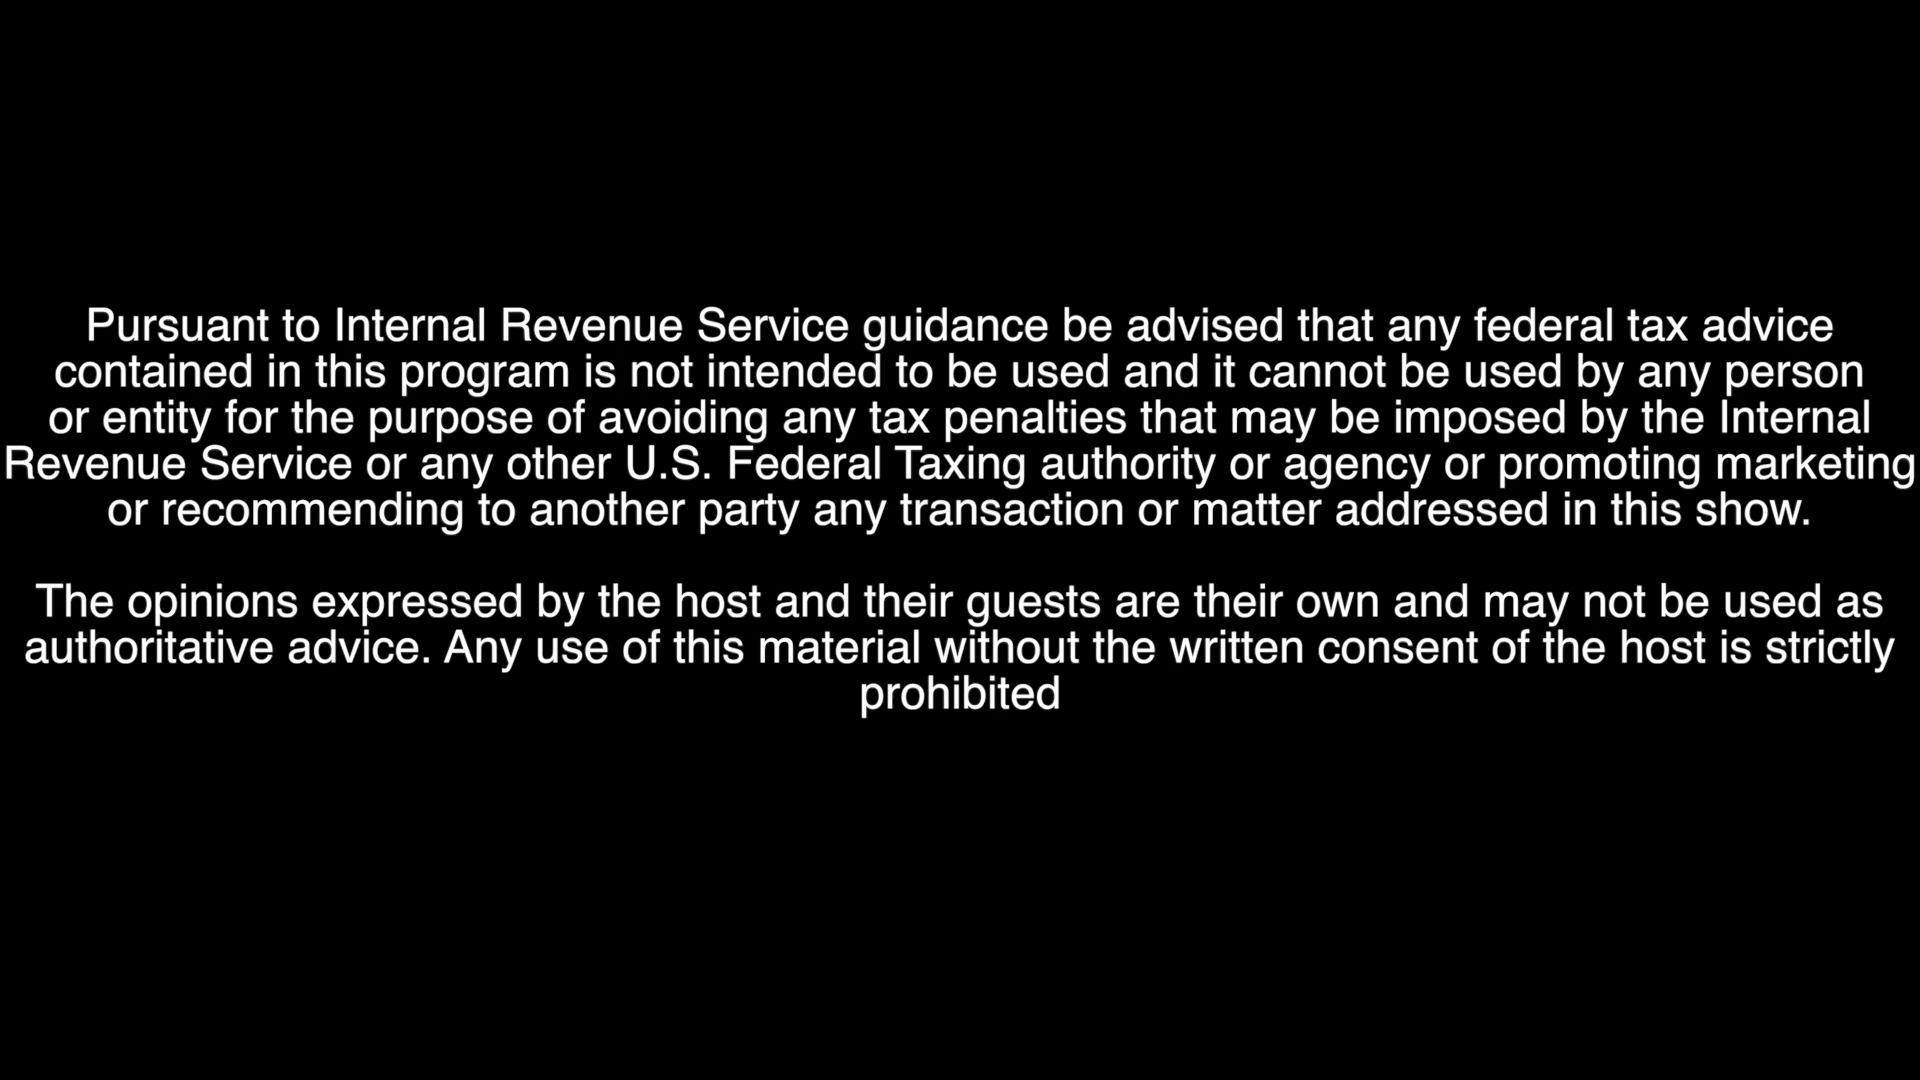 Pursuant to Internal Revenue Service guidance be advised that any federal tax advice
contained in this program is not intended to be used and it cannot be used by any person
or entity for the purpose of avoiding any tax penalties that may be imposed by the Internal
Revenue Service or any other U.S. Federal Taxing authority or agency or promoting marketing
or recommending to another party any transaction or matter addressed in this show.
The opinions expressed by the host and their guests are their own and may not be used as
authoritative advice. Any use of this material without the written consent of the host is strictly
prohibited